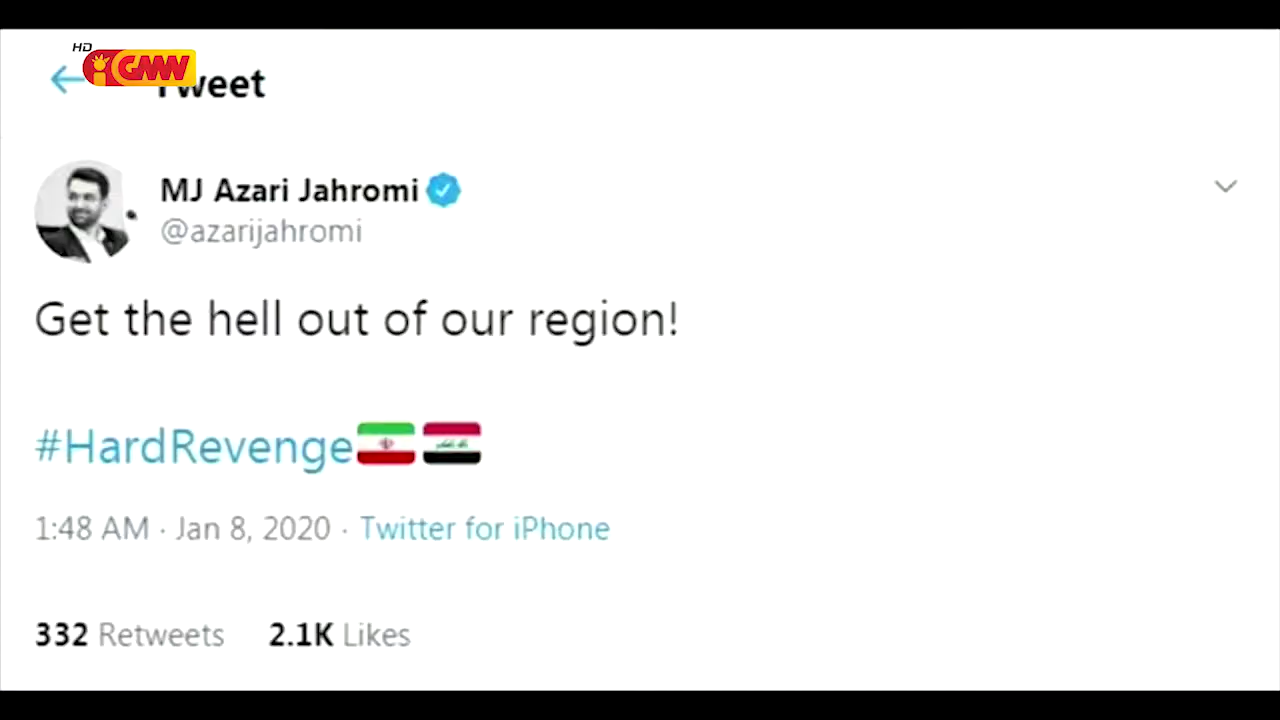 HD
iGMW
Tweet
MJ Azari Jahromi
@azarijahromi
Get the hell out of our region!
#HardRevenge
1:48 AM · Jan 8, 2020 · Twitter for iPhone
332 Retweets 2.1K Likes